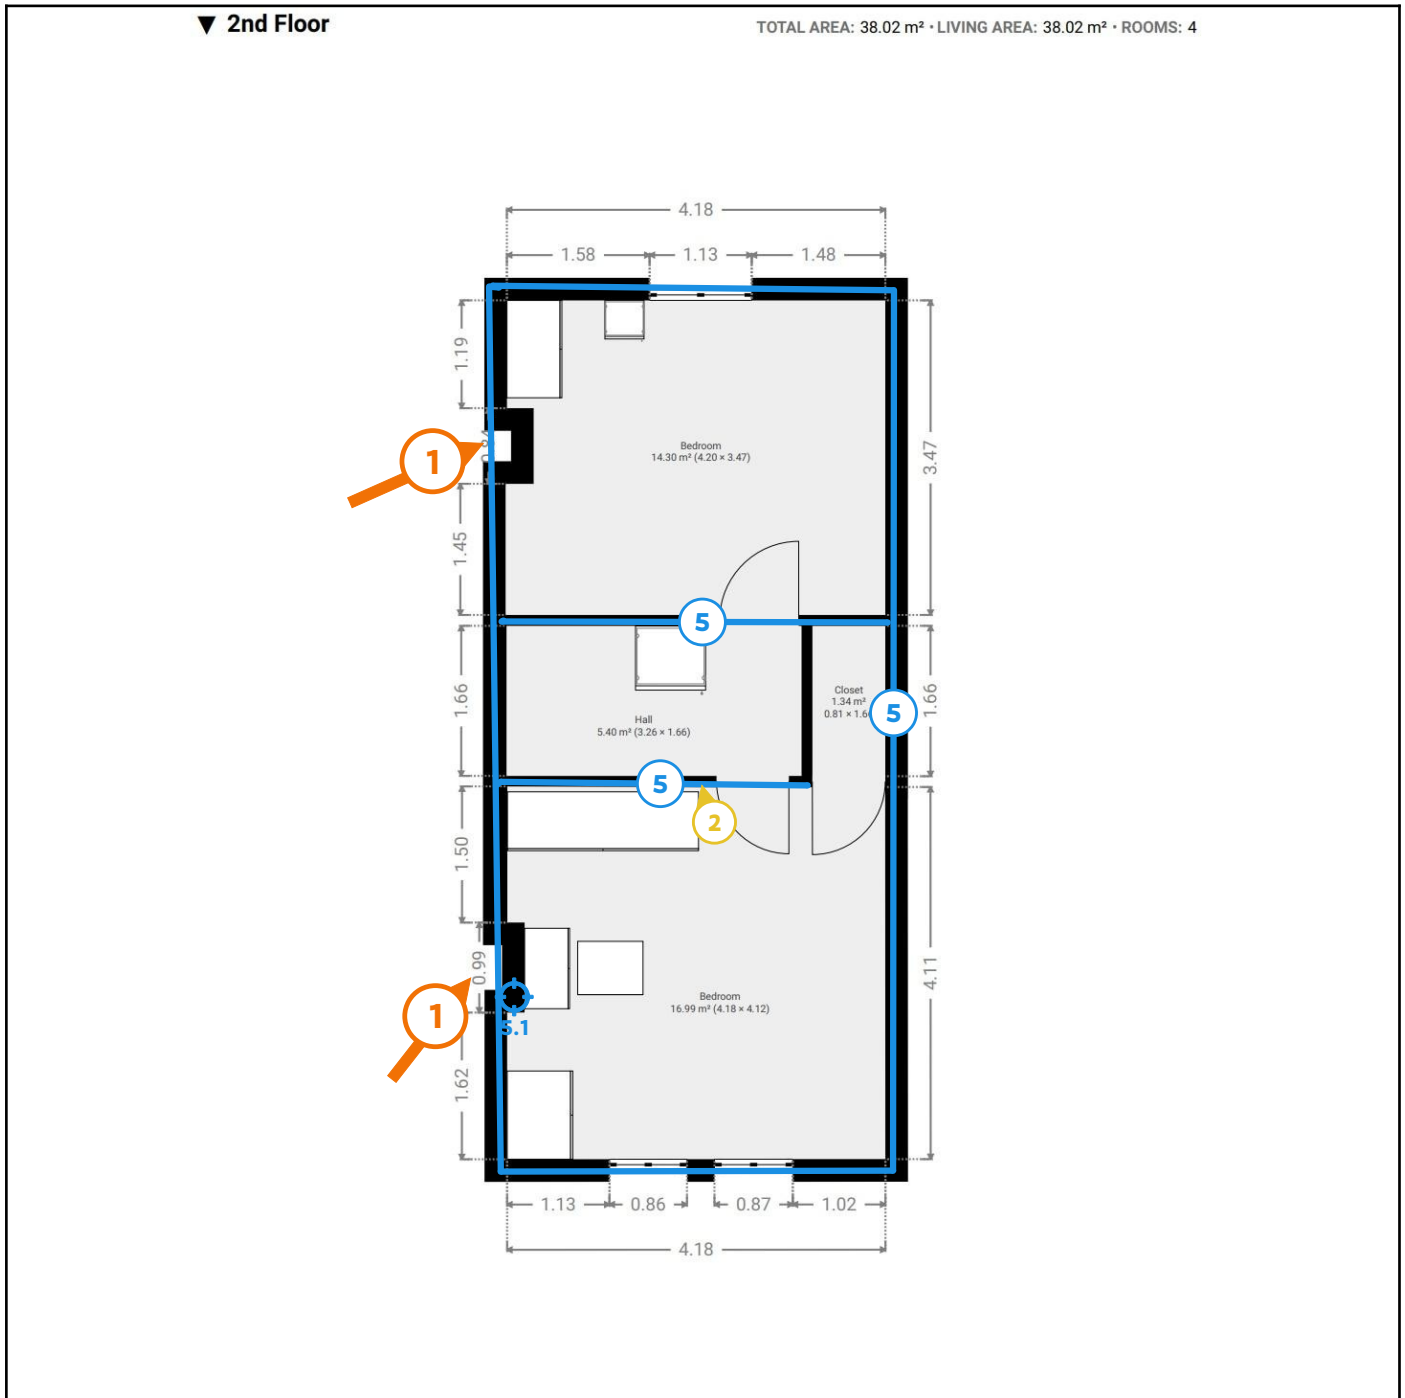 ▼ 2nd Floor
TOTAL AREA: 38.02 m² · LIVING AREA: 38.02 m² · ROOMS: 4
4.18
1.58
1.13
1.48
1.19
1
1.45
3.47
Bedroom
14.30 m² (4.20 × 3.47)
5
1.66
Hall
5.40 m² (3.26 × 1.66)
Closet
1.34 m²
0.81 × 1.6
5
1.66
5
2
1.50
0.99
1
5.1
1.62
Bedroom
16.99 m² (4.18 × 4.12)
4.11
1.13
0.86
0.87
1.02
4.18